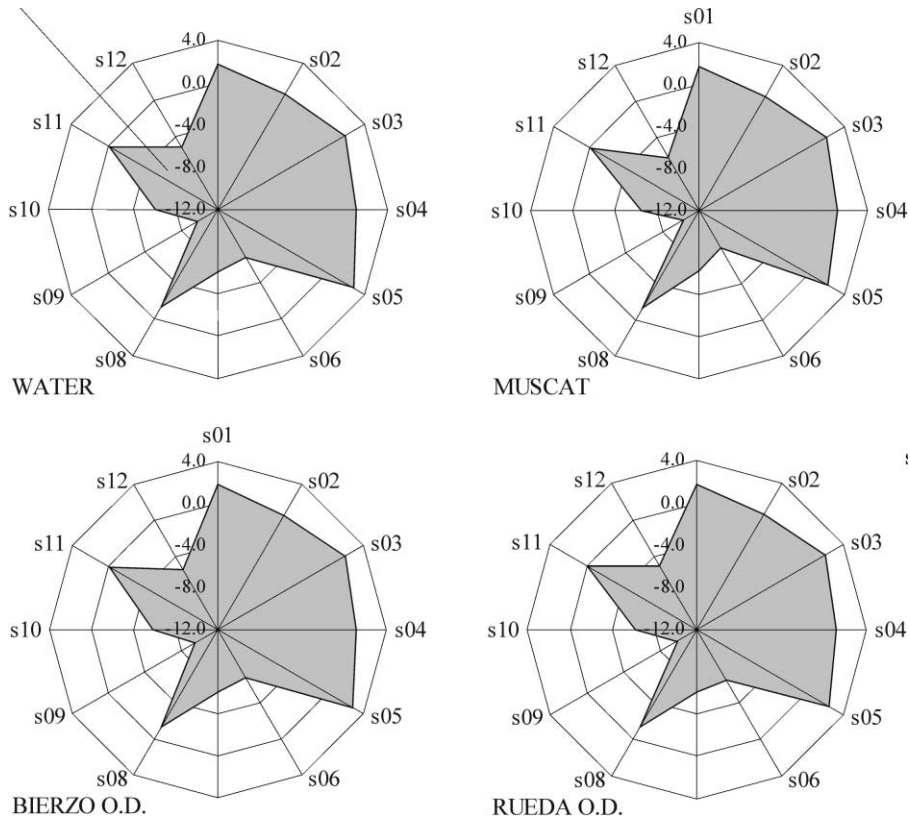 s01
4.0
s12
s02
0.0
s11
-4.0
s03
-8.0
s10
-12.0
s04
s09
s05
s08
s06
WATER
4.0
s12
s02
0.0
s11
-4.0
s03
-8.0
s10
-12.0
s04
s09
s05
s08
s06
MUSCAT
s01
4.0
s12
s02
0.0
s11
-4.0
s03
-8.0
s10
-12.0
s04
s09
s05
s08
s06
BIERZO O.D.
4.0
s12
s02
0.0
s11
-4.0
s03
-8.0
s10
-12.0
s04
s09
s05
s08
s06
RUEDA O.D.